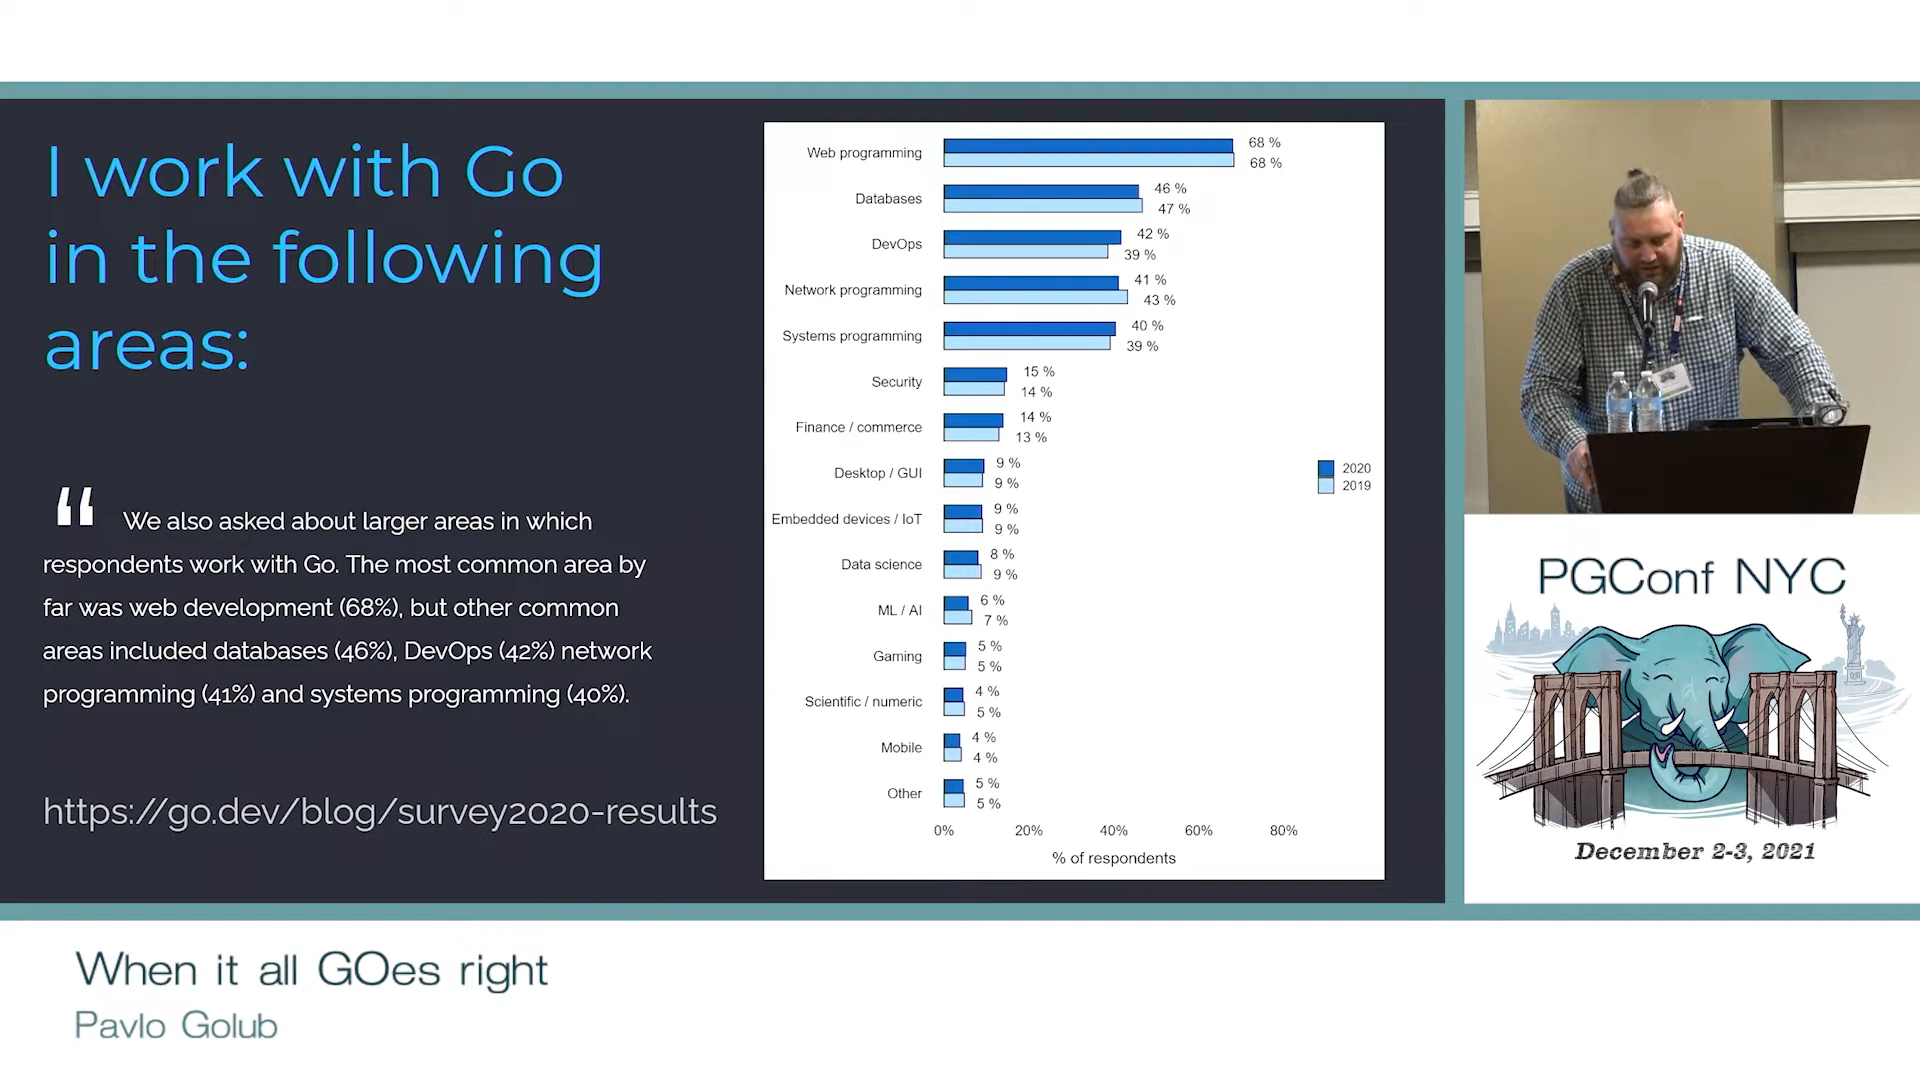 I work with Go
in the following
areas:
“ We also asked about larger areas in which
respondents work with Go. The most common area by
far was web development (68%), but other common
areas included databases (46%), DevOps (42%) network
programming (41%) and systems programming (40%).
https://go.dev/blog/survey2020-results
Web programming 68 % 68 %
Databases 46 % 47 %
DevOps 42 % 39 %
Network programming 41 % 43 %
Systems programming 40 % 39 %
Security 15 % 14 %
Finance / commerce 14 % 13 %
Desktop / GUI 9 % 9 %
Embedded devices / IoT 9 % 9 %
Data science 8 % 9 %
ML / AI 6 % 7 %
Gaming 5 % 5 %
Scientific / numeric 4 % 5 %
Mobile 4 % 4 %
Other 5 % 5 %
0% 20% 40% 60% 80%
% of respondents
2020
2019
PGConf NYC
December 2-3, 2021
When it all GOes right
Pavlo Golub